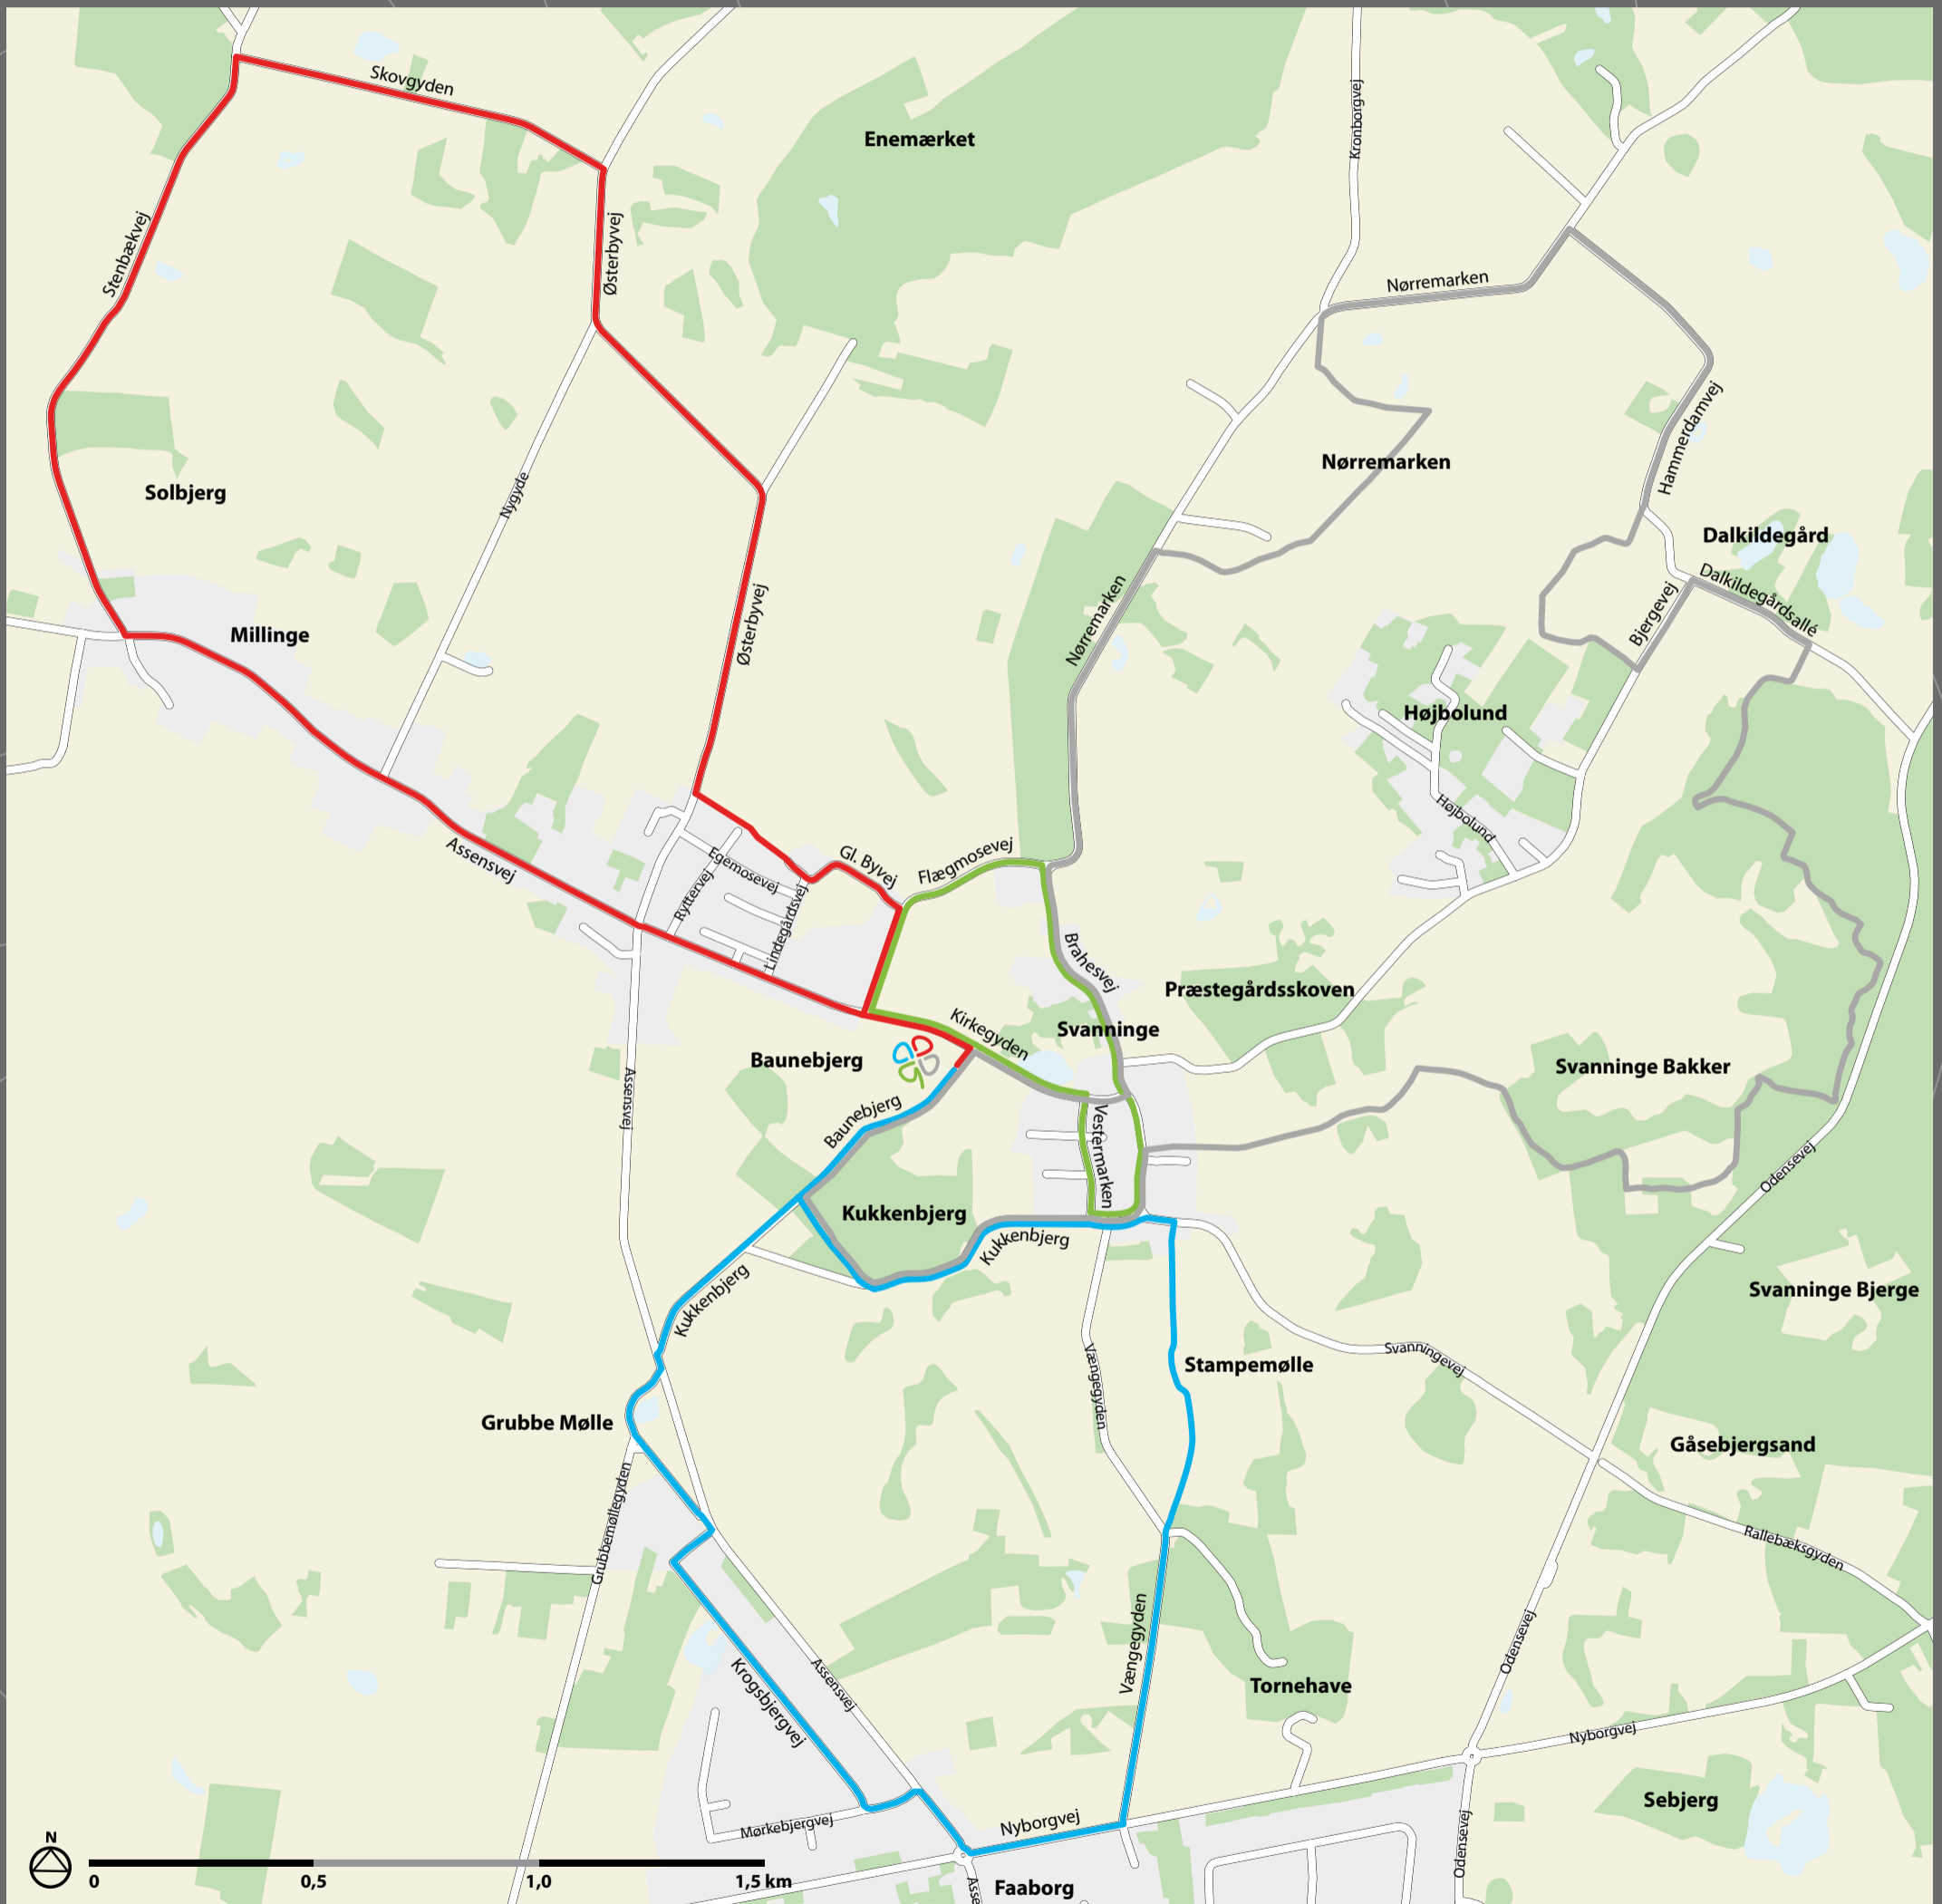 Skovgyden
Kronborgvej
Enemærket
Stenbækvej
Østerbyvej
Nørremarken
Hammerdamvej
Nørremarken
Solbjerg
Nygyde
Dalkildegård
Dalkildegårdsallé
Østerbyvej
Nørremarken
Bjergevej
Millinge
Højbolund
Højbolund
Assensvej
Egemosevej
Ryttervej
Lindegårdsvej
Gl. Byvej
Flægmosevej
Brahesvej
Præstegårdsskoven
Kirkegyden
Svanninge
Baunebjerg
Svanninge Bakker
Assensvej
Baunebjerg
Vestermarken
Odensevej
Kukkenbjerg
Kukkenbjerg
Kukkenbjerg
Svanninge Bjerge
Vængegyden
Svanningevej
Stampemølle
Grubbe Mølle
Gåsebjergsand
Grubbemøllegyden
Rallebæksgyden
Odensevej
Vængegyden
Assensvej
Krogsbjergvej
Tornehave
Nyborgvej
Sebjerg
Nyborgvej
Mørkebjergvej
Odensevej
N
0 0,5 1,0 1,5 km
Faaborg
Asse